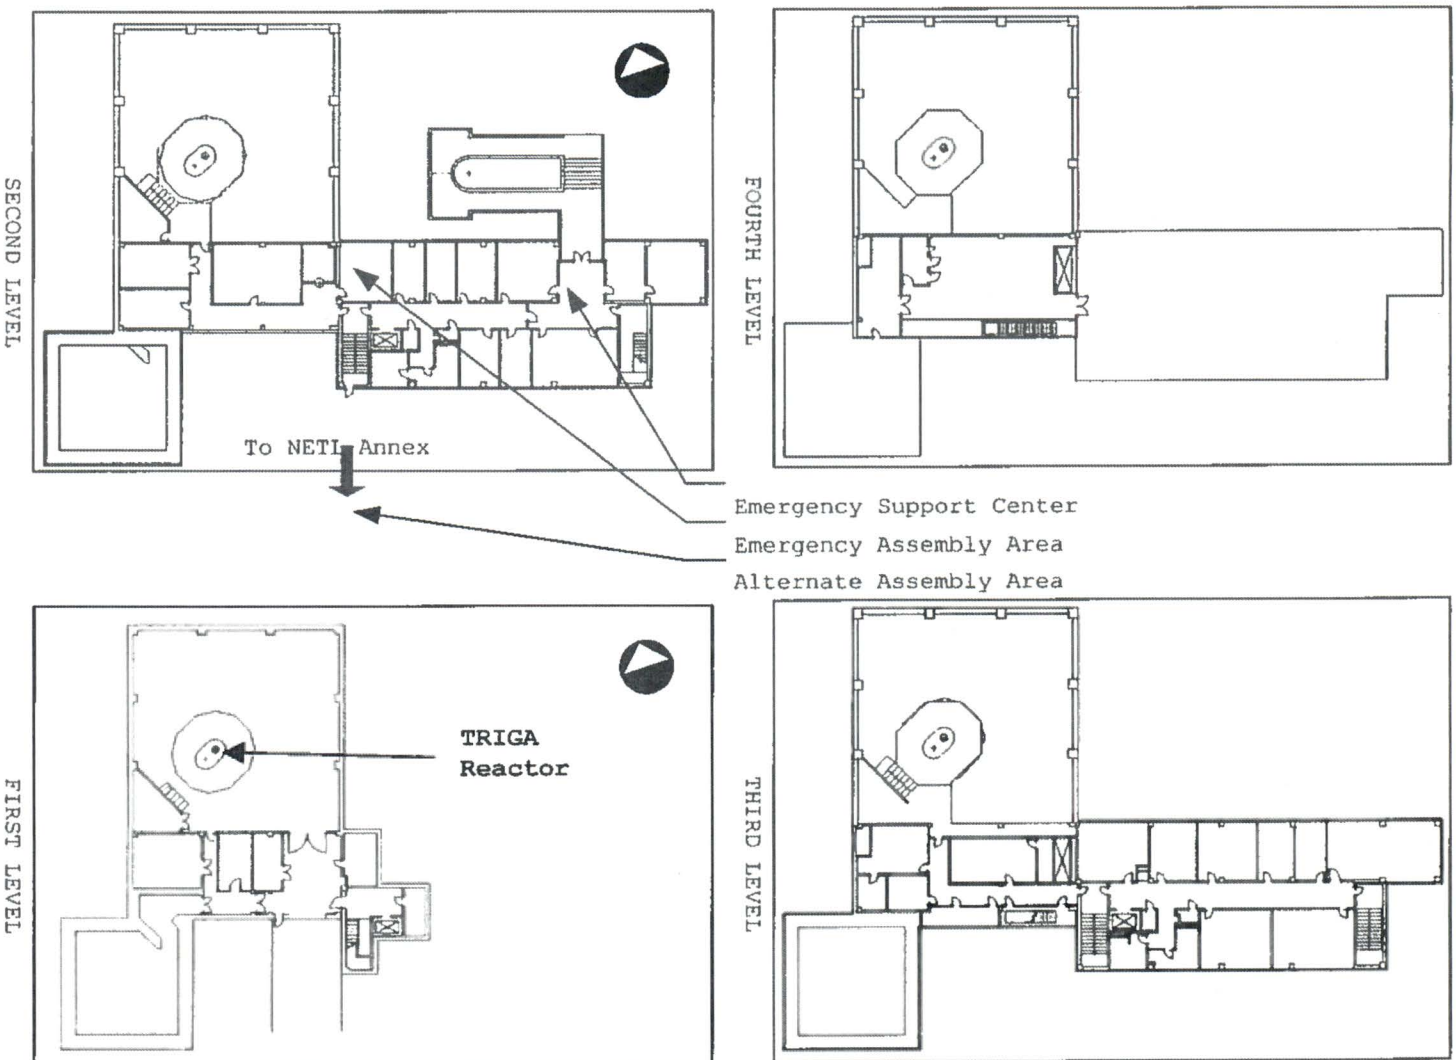 SECOND LEVEL
FOURTH LEVEL
To NETL Annex
Emergency Support Center
Emergency Assembly Area
Alternate Assembly Area
FIRST LEVEL
TRIGA
Reactor
THIRD LEVEL